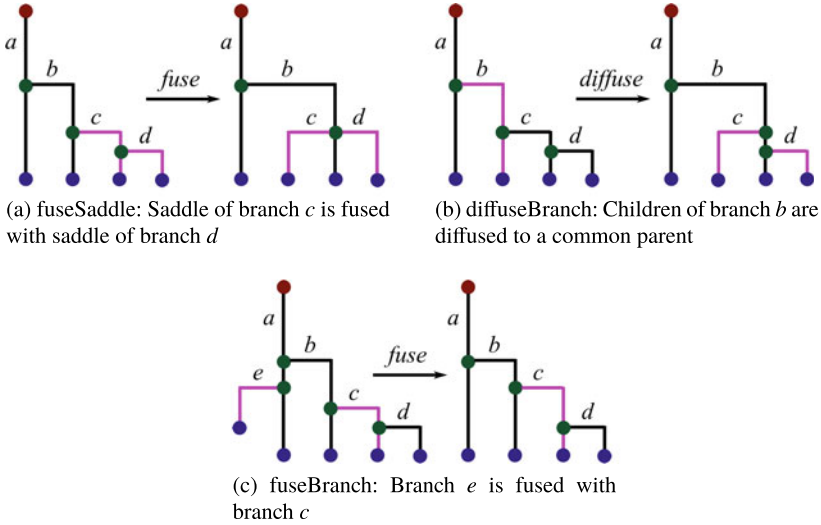 a
b
c
d
fuse
a
b
c
d
(a) fuseSaddle: Saddle of branch c is fused
with saddle of branch d
a
b
c
d
diffuse
a
b
c
d
(b) diffuseBranch: Children of branch b are
diffused to a common parent
a
b
e
c
d
fuse
a
b
c
d
(c) fuseBranch: Branch e is fused with
branch c